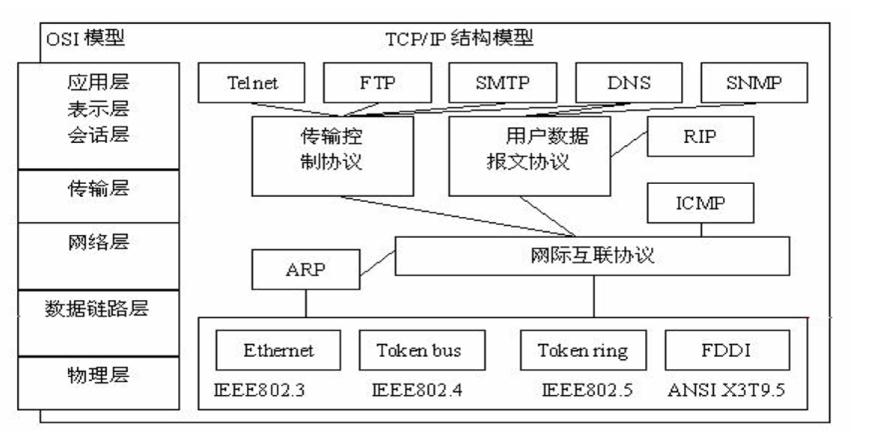 OSI 模型
TCP/IP 结构模型
应用层
表示层
会话层
传输层
网络层
数据链路层
物理层
Telnet
FTP
SMTP
DNS
SNMP
传输控
制协议
用户数据
报文协议
RIP
ICMP
网际互联协议
ARP
Ethernet
Token bus
Token ring
FDDI
IEEE802.3
IEEE802.4
IEEE802.5
ANSI X3T9.5